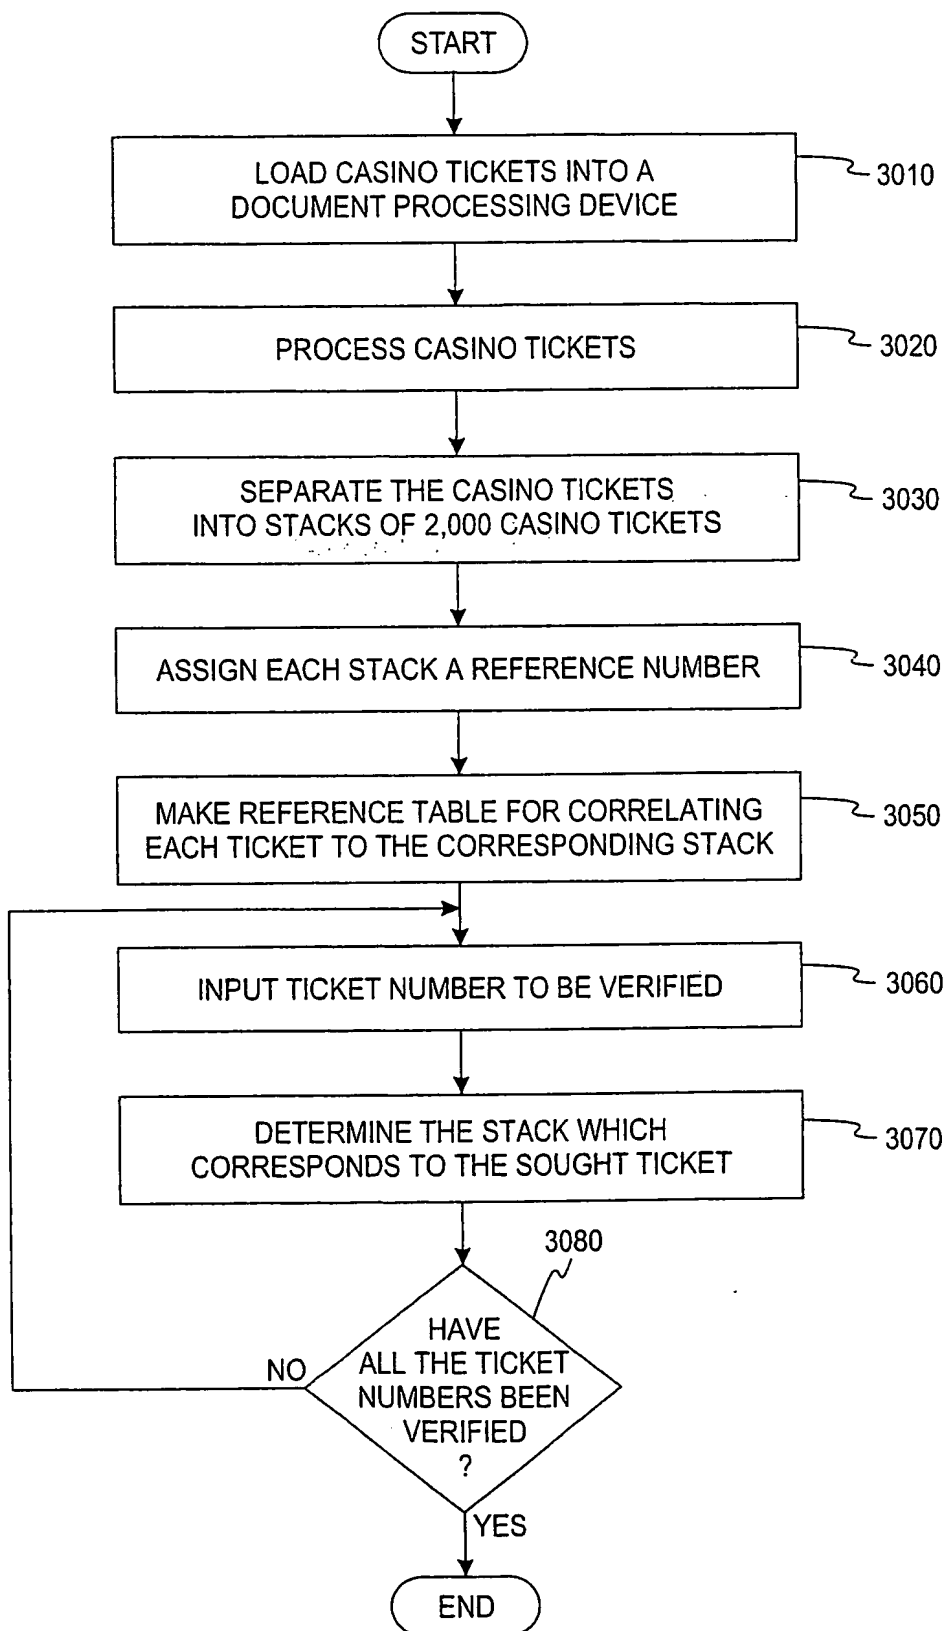 START
LOAD CASINO TICKETS INTO A
DOCUMENT PROCESSING DEVICE
3010
PROCESS CASINO TICKETS
3020
SEPARATE THE CASINO TICKETS
INTO STACKS OF 2,000 CASINO TICKETS
3030
ASSIGN EACH STACK A REFERENCE NUMBER
3040
MAKE REFERENCE TABLE FOR CORRELATING
EACH TICKET TO THE CORRESPONDING STACK
3050
INPUT TICKET NUMBER TO BE VERIFIED
3060
DETERMINE THE STACK WHICH
CORRESPONDS TO THE SOUGHT TICKET
3070
3080
HAVE
ALL THE TICKET
NUMBERS BEEN
VERIFIED
?
NO
YES
END